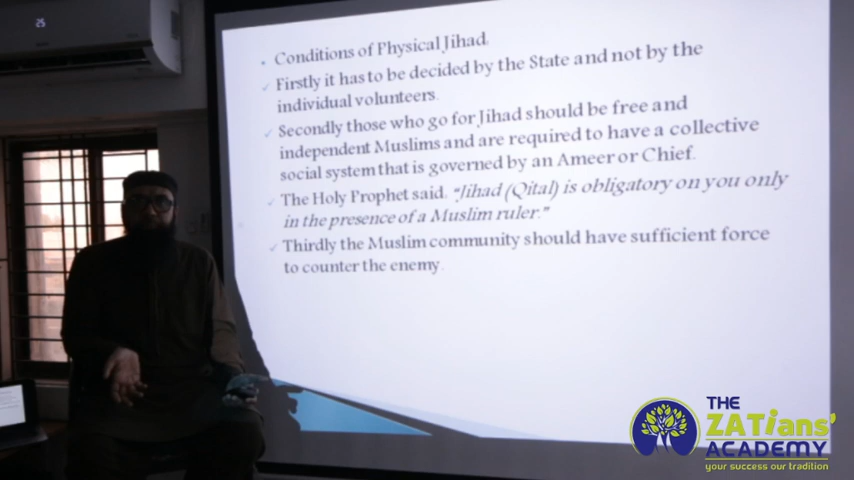 Conditions of Physical Jihad.
Firstly it has to be decided by the State and not by the
individual volunteers.
Secondly those who go for Jihad should be free and
independent Muslims and are required to have a collective
social system that is governed by an Ameer or Chief.
The Holy Prophet said. “Jihad (Qital) is obligatory on you only
in the presence of a Muslim ruler.”
Thirdly the Muslim community should have sufficient force
to counter the enemy.
THE
ZATians'
ACADEMY
your success our tradition